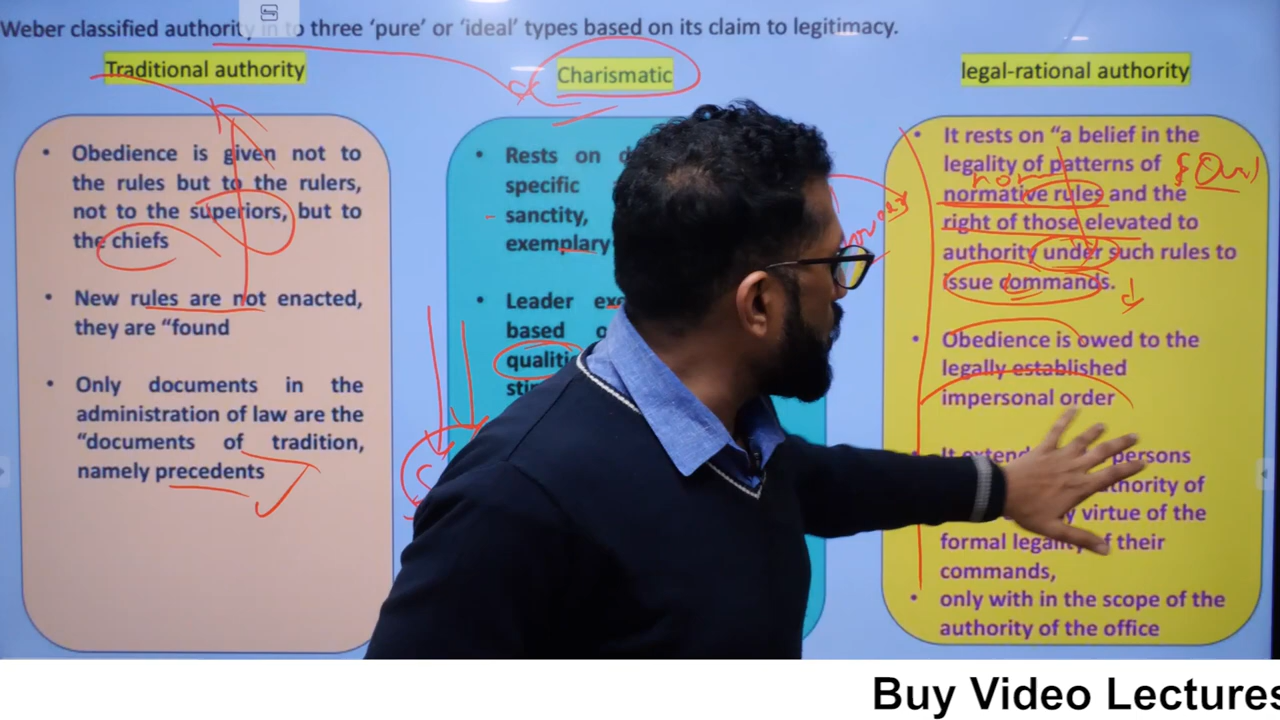 Weber classified authority in to three ‘pure’ or ‘ideal’ types based on its claim to legitimacy.
Traditional authority
• Obedience is given not to
the rules but to the rulers,
not to the superiors, but to
the chiefs
• New rules are not enacted,
they are “found
• Only documents in the
administration of law are the
“documents of tradition,
namely precedents
Charismatic
• Rests on
specific
sanctity,
exemplary
• Leader
based
legal-rational authority
• It rests on “a belief in the
legality of patterns of
normative rules and the
right of those elevated to
authority under such rules to
issue commands.
• Obedience is owed to the
legally established
impersonal order
It persons
of
virtue of the
formal of their
commands,
• only with in the scope of the
authority of the office
Buy Video Lectures